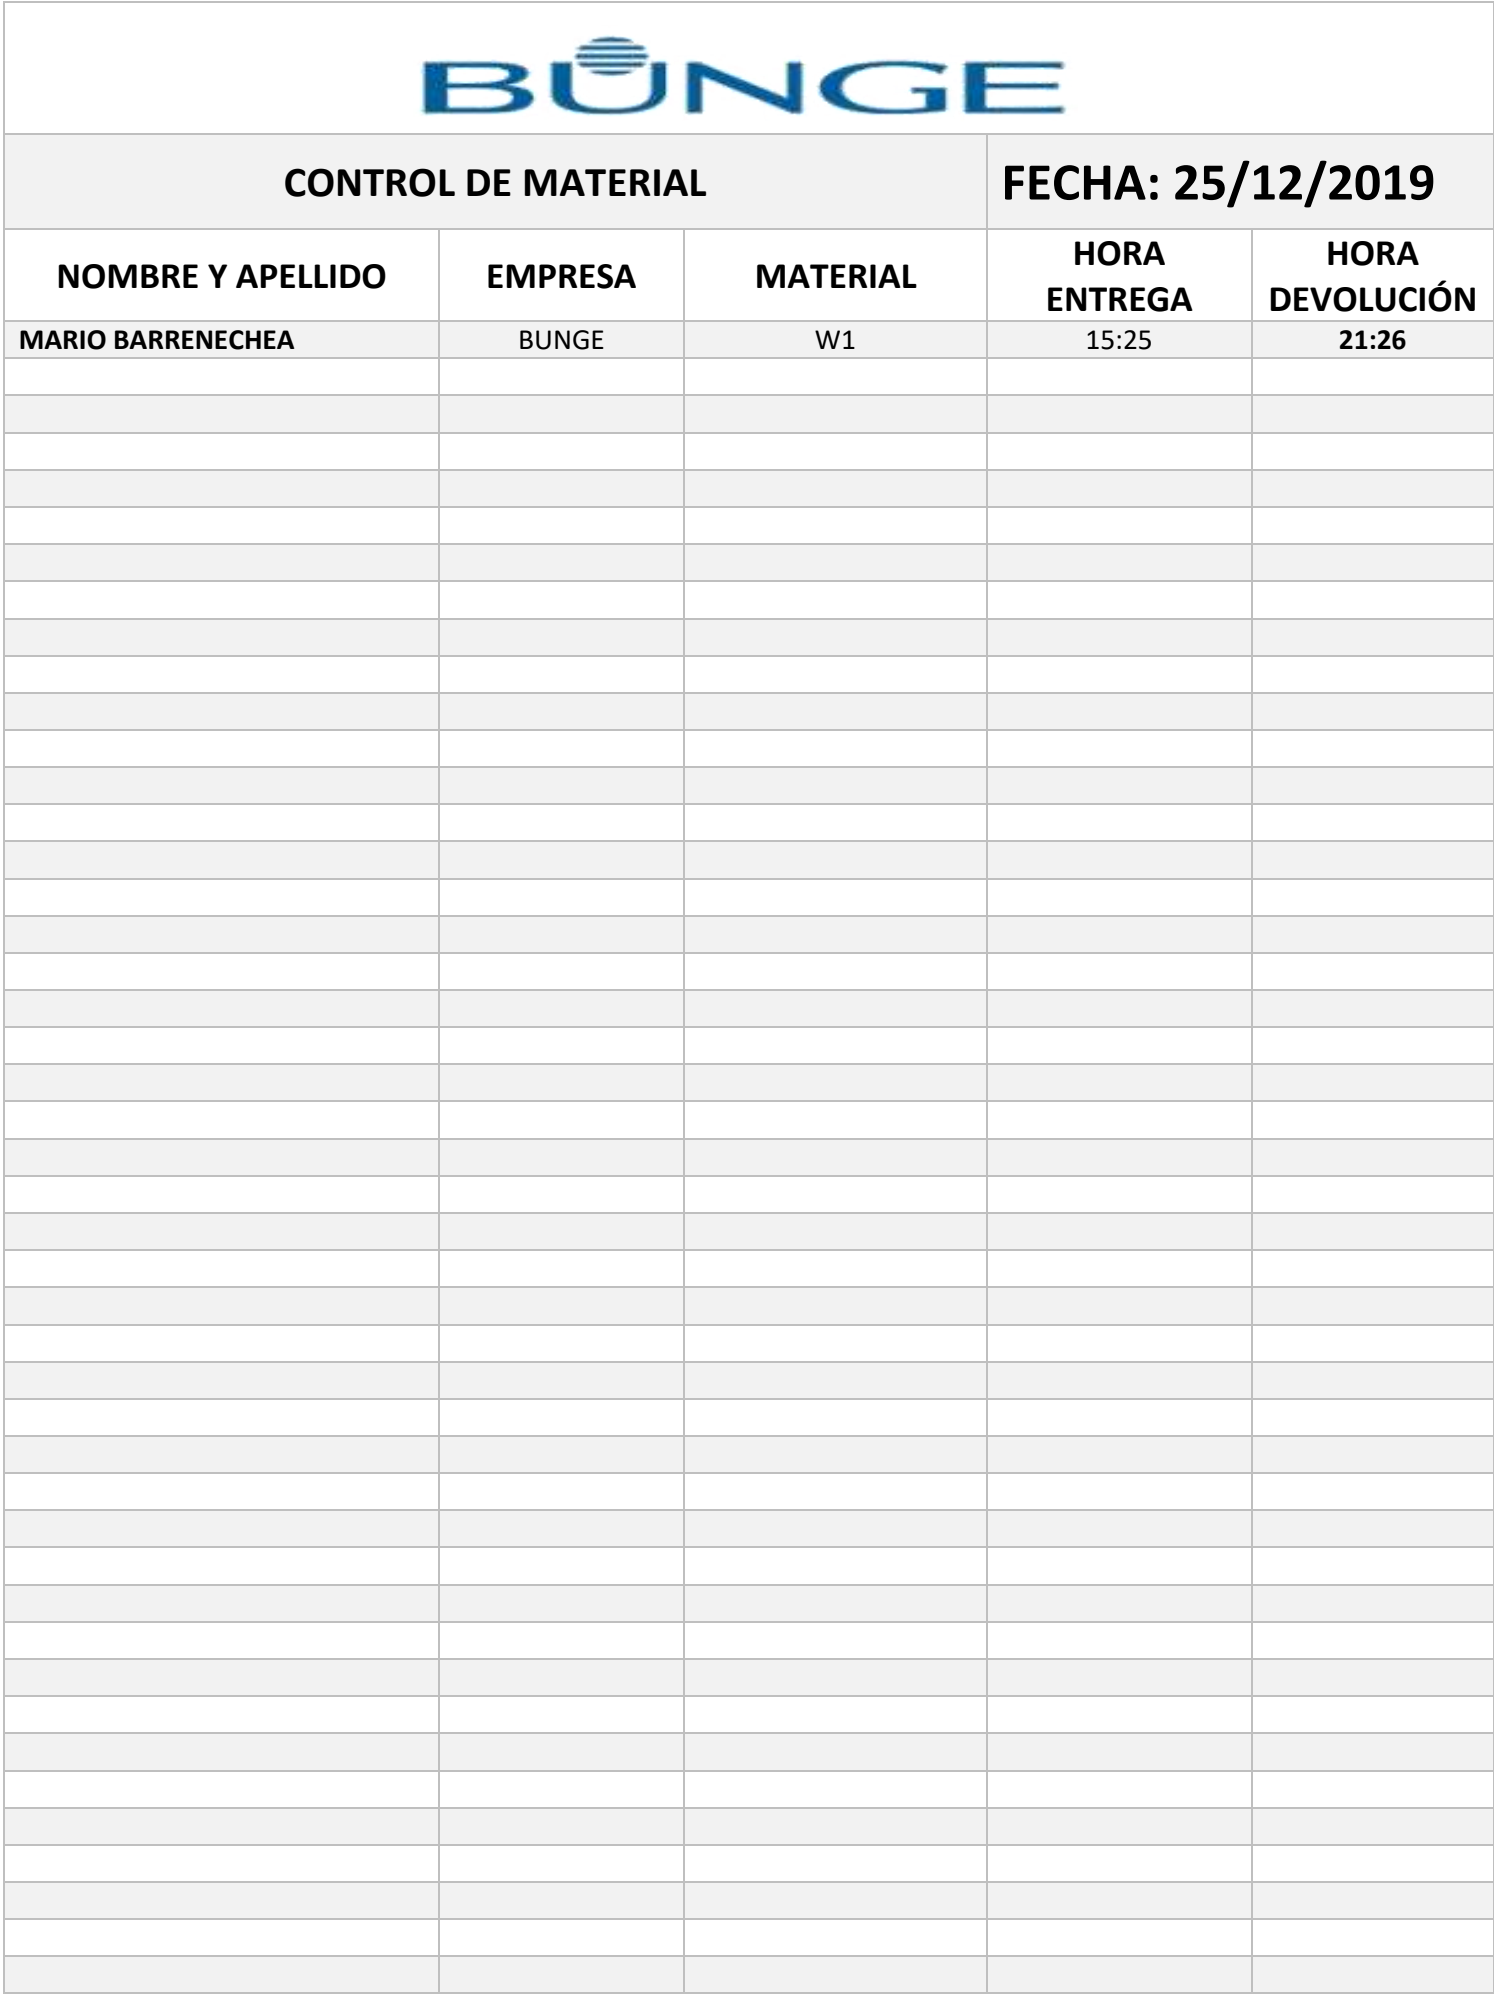 BUNGE
CONTROL DE MATERIAL
FECHA: 25/12/2019
NOMBRE Y APELLIDO
EMPRESA
MATERIAL
HORA
ENTREGA
HORA
DEVOLUCIÓN
MARIO BARRENECHEA
BUNGE
W1
15:25
21:26